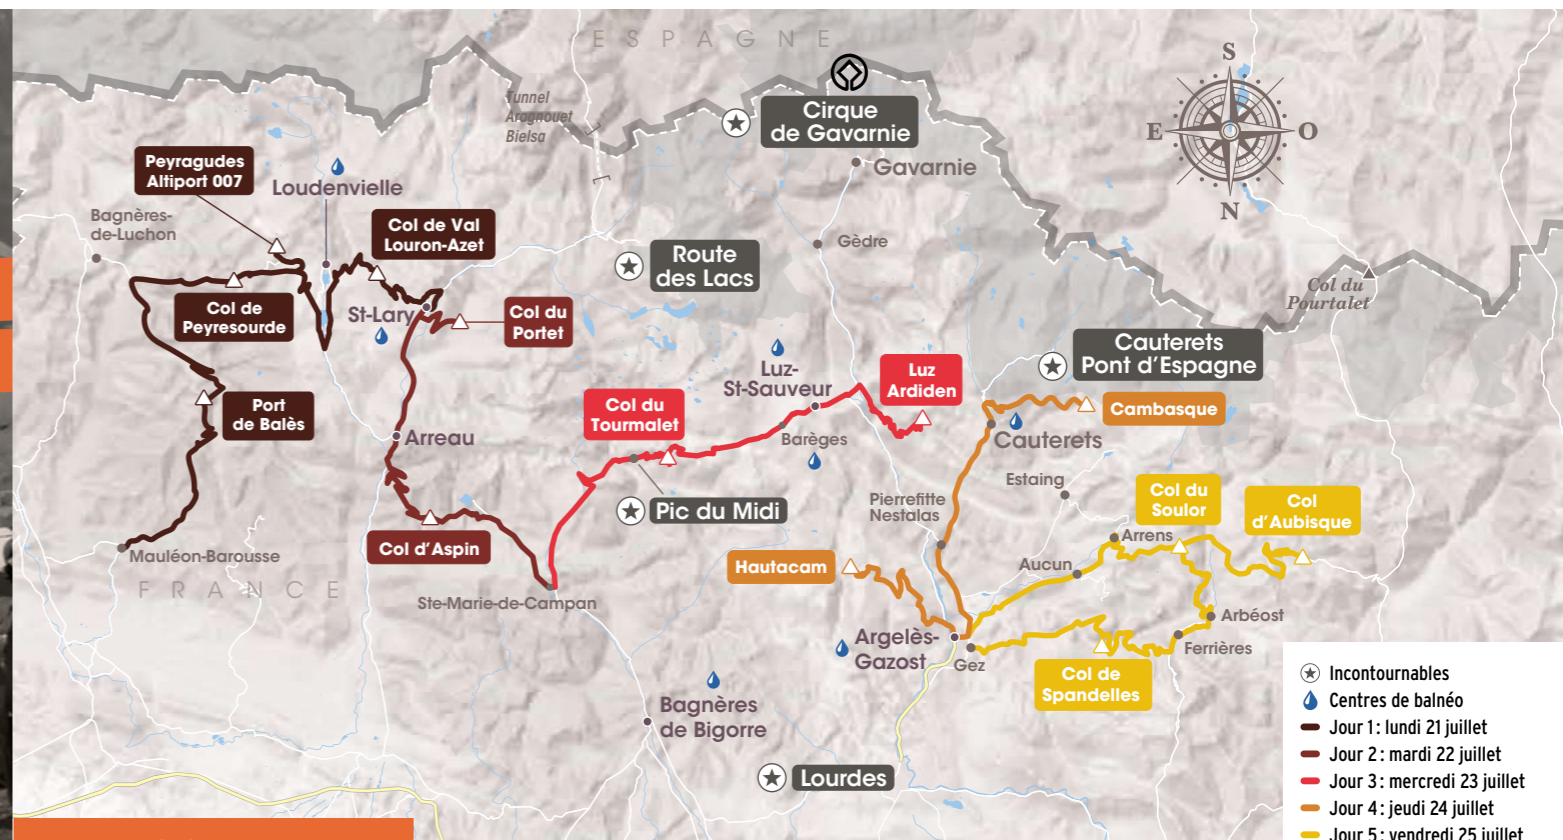 ESPAGNE
S
E
O
N
Tunnel
Aragnouet
Bielsa
Cirque
de Gavarnie
Gavarnie
Peyragudes
Altiport 007
Loudenvielle
Bagnères-
de-Luchon
Col de Val
Louron-Azet
Gèdre
Route
des Lacs
Col du
Pourtalet
Col de
Peyresourde
St-Lary
Col du
Portet
Cauterets
Pont d'Espagne
Luz-
St-Sauveur
Luz
Ardiden
Port
de Balès
Col du
Tourmalet
Cambasque
Arreau
Barèges
Cauterets
Estaing
Pierrefitte
Nestalas
Col du
Soulor
Col
d'Aubisque
Pic du Midi
Col d'Aspin
Arrens
Mauléon-Barousse
Hautacam
Aucun
FRANCE
Ste-Marie-de-Campan
Arbéost
Argelès-
Gazost
Gez
Ferrières
Col de
Spandelles
Bagnères
de Bigorre
Lourdes
Incontournables
Centres de balnéo
Jour 1 : lundi 21 juillet
Jour 2 : mardi 22 juillet
Jour 3 : mercredi 23 juillet
Jour 4 : jeudi 24 juillet
Jour 5 : vendredi 25 juillet